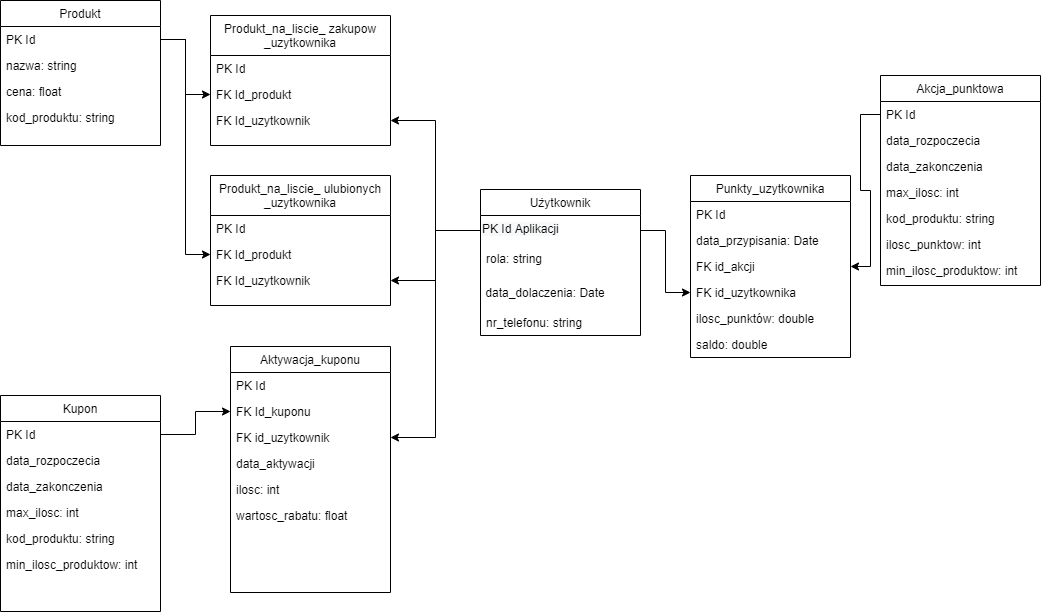 Produkt
PK Id
nazwa: string
cena: float
kod_produktu: string
Produkt_na_liscie_ zakupow
_uzytkownika
PK Id
FK Id_produkt
FK Id_uzytkownik
Produkt_na_liscie_ ulubionych
_uzytkownika
PK Id
FK Id_produkt
FK Id_uzytkownik
Użytkownik
PK Id Aplikacji
rola: string
data_dolaczenia: Date
nr_telefonu: string
Punkty_uzytkownika
PK Id
data_przypisania: Date
FK id_akcji
FK id_uzytkownika
ilosc_punktów: double
saldo: double
Akcja_punktowa
PK Id
data_rozpoczecia
data_zakonczenia
max_ilosc: int
kod_produktu: string
ilosc_punktow: int
min_ilosc_produktow: int
Kupon
PK Id
data_rozpoczecia
data_zakonczenia
max_ilosc: int
kod_produktu: string
min_ilosc_produktow: int
Aktywacja_kuponu
PK Id
FK Id_kuponu
FK id_uzytkownik
data_aktywacji
ilosc: int
wartosc_rabatu: float